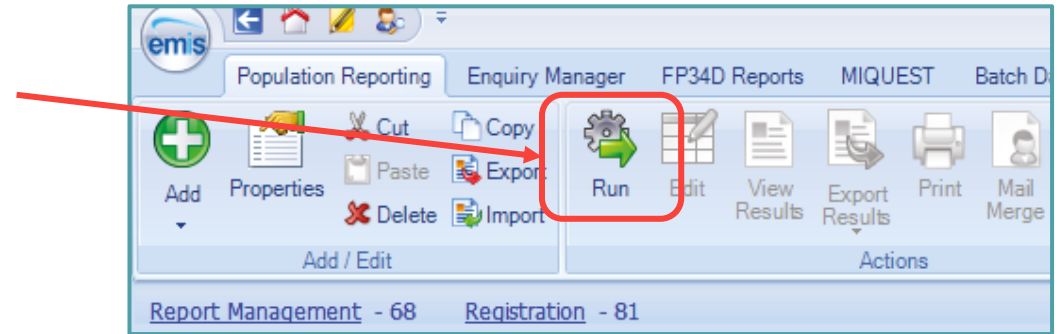 emis
Population Reporting Enquiry Manager FP34D Reports MIQUEST Batch D
Add
Properties
Cut
Paste
Delete
Copy
Export
Import
Add / Edit
Run
Edit
View
Results
Export
Results
Print
Mail
Merge
Actions
Report Management - 68 Registration - 81